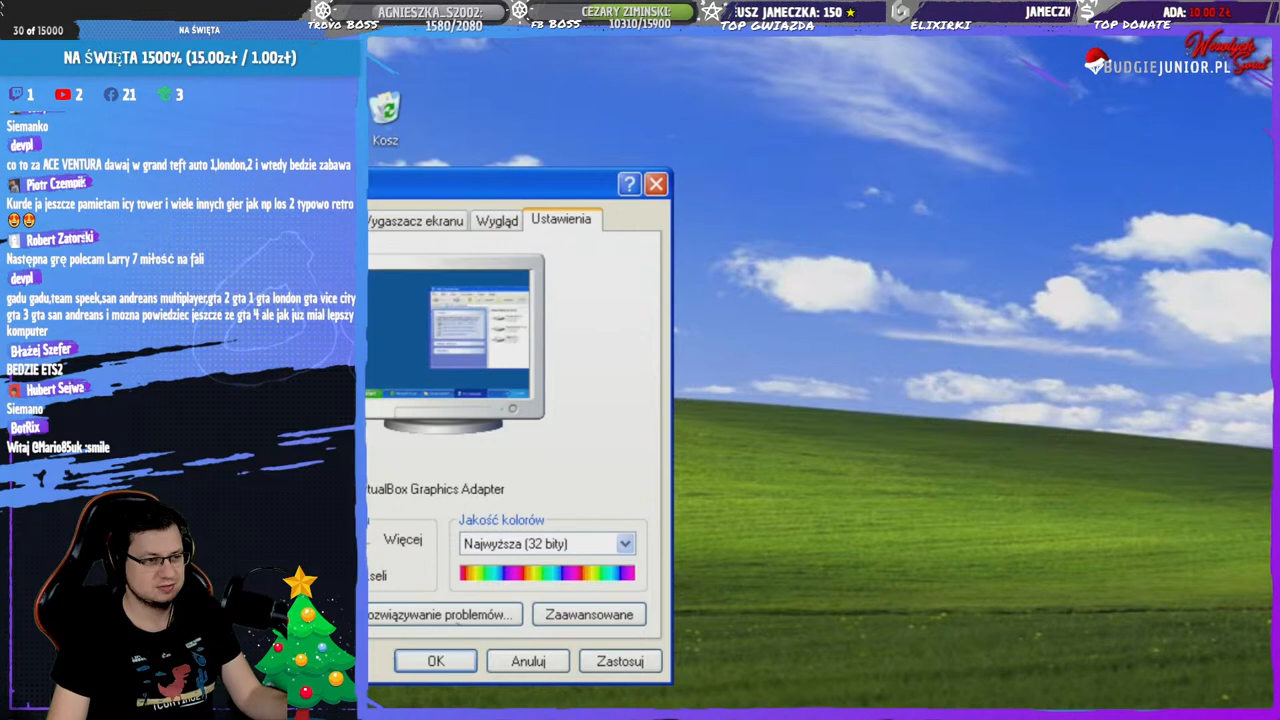 AGNIESZKA_S2002:
CEZARY ZIMINSKI:
USZ JAMECZKA: 150
JAMECZK
ADA: 10.00 ZŁ
TROVO BOSS
1580/2080
FB BOSS
10310/15900
TOP GWIAZDA
ELIXIRKI
TOP DONATE
30 of 15000
NA ŚWIĘTA
NA ŚWIĘTA 1500% (15.00zł / 1.00zł)
Wesołych Świąt
BUDGIEJUNIOR.PL
1
2
21
3
Siemanko
devpl
co to za ACE VENTURA dawaj w grand teft auto 1,london,2 i wtedy bedzie zabawa
Piotr Czempik
Kurde ja jeszcze pamietam icy tower i wiele innych gier jak np los 2 typowo retro
Robert Zatorski
Następna grę polecam Larry 7 miłość na fali
devpl
gadu gadu,team speek,san andreans multiplayer,gta 2 gta 1 gta london gta vice city
gta 3 gta san andreans i mozna powiedziec jeszcze ze gta 4 ale jak juz mial lepszy
komputer
Błażej Szefer
BEDZIE ETS2
Hubert Sejwa
Siemano
BotRix
Witaj @Mario85uk :smile
Kosz
Wygaszacz ekranu
Wygląd
Ustawienia
tualBox Graphics Adapter
Więcej
seli
Jakość kolorów
Najwyższa (32 bity)
ozwiązywanie problemów...
Zaawansowane
OK
Anuluj
Zastosuj